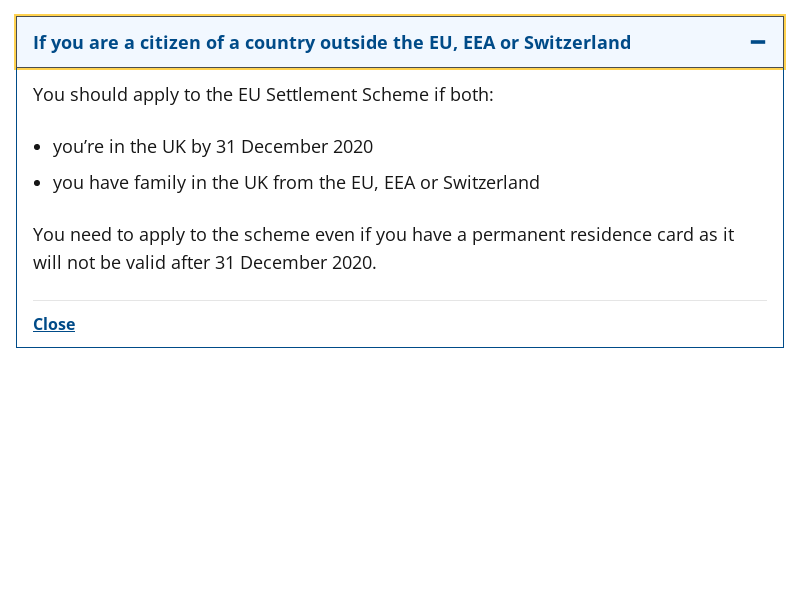 If you are a citizen of a country outside the EU, EEA or Switzerland
You should apply to the EU Settlement Scheme if both:
you’re in the UK by 31 December 2020
you have family in the UK from the EU, EEA or Switzerland
You need to apply to the scheme even if you have a permanent residence card as it
will not be valid after 31 December 2020.
Close